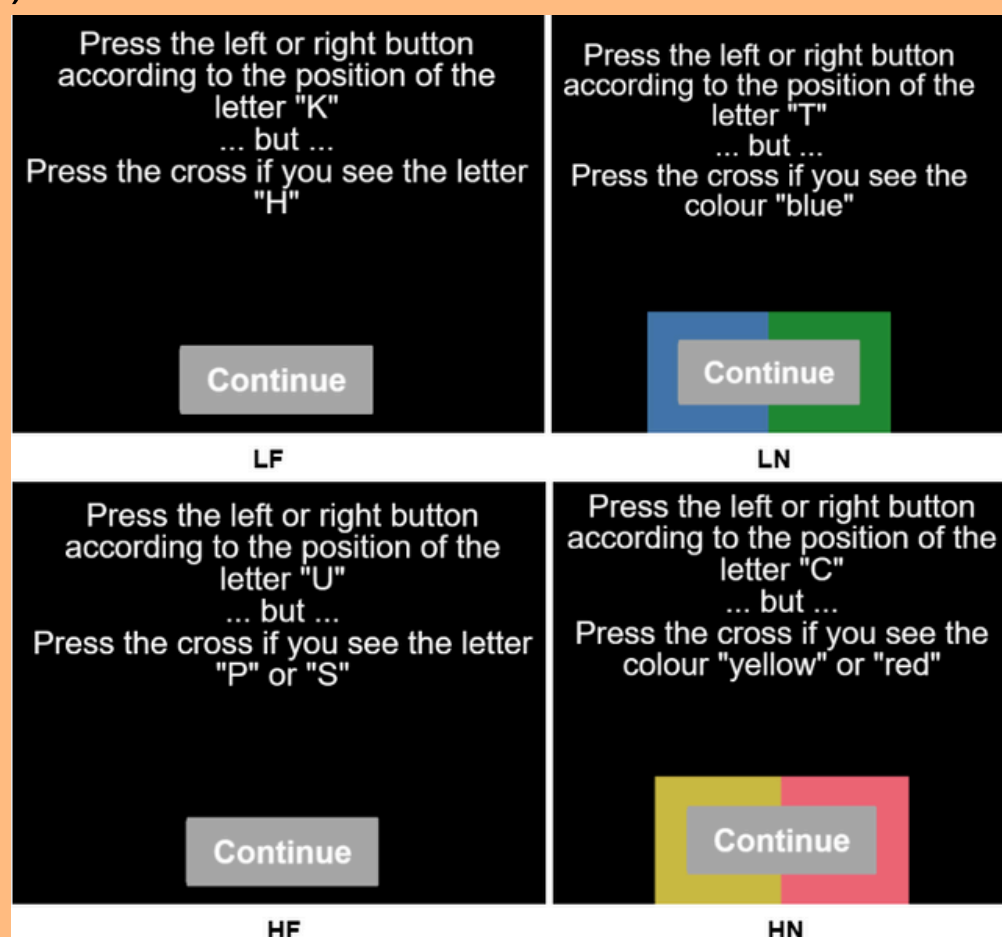 Press the left or right button
according to the position of the
letter "K"
... but ...
Press the cross if you see the letter
"H"
Continue
LF
Press the left or right button
according to the position of the
letter "T"
... but ...
Press the cross if you see the
colour "blue"
Continue
LN
Press the left or right button
according to the position of the
letter "U"
... but ...
Press the cross if you see the letter
"P" or "S"
Continue
HF
Press the left or right button
according to the position of the
letter "C"
... but ...
Press the cross if you see the
colour "yellow" or "red"
Continue
HN